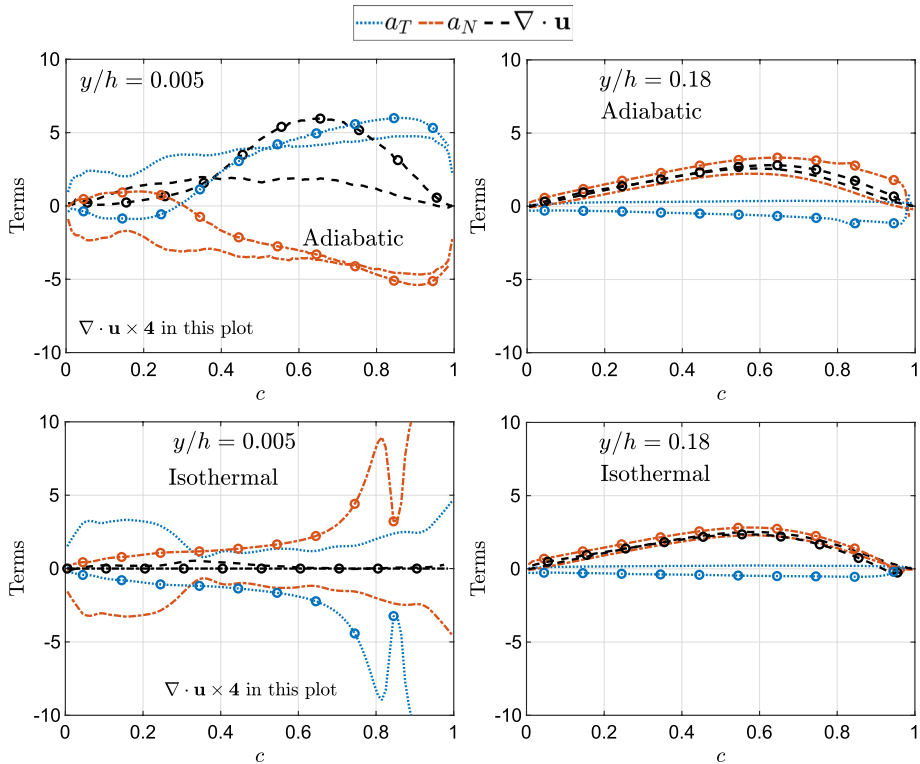 a_T a_N ∇ · u
y/h = 0.005
Adiabatic
∇ · u × 4 in this plot
Terms
10
5
0
-5
-10
0 0.2 0.4 0.6 0.8 1
c
y/h = 0.18
Adiabatic
Terms
10
5
0
-5
-10
0 0.2 0.4 0.6 0.8 1
c
y/h = 0.005
Isothermal
∇ · u × 4 in this plot
Terms
10
5
0
-5
-10
0 0.2 0.4 0.6 0.8 1
c
y/h = 0.18
Isothermal
Terms
10
5
0
-5
-10
0 0.2 0.4 0.6 0.8 1
c